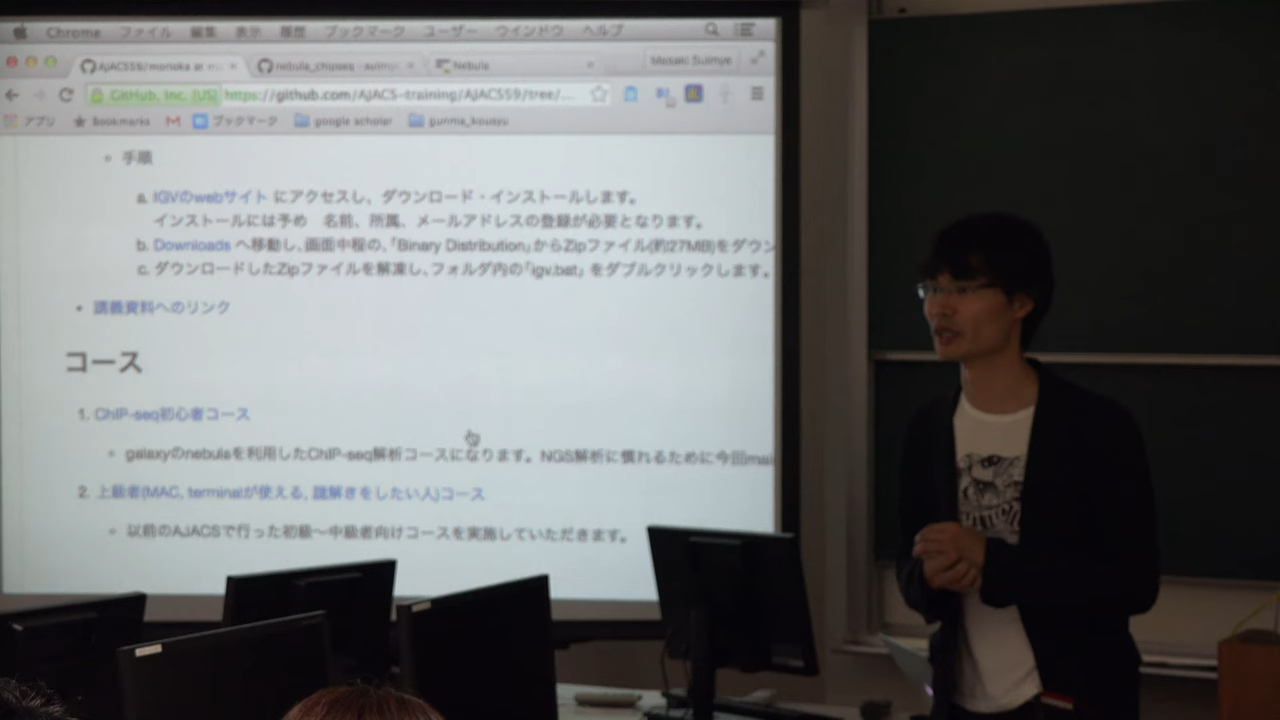 Chrome ファイル 編集 表示 履歴 ブックマーク ユーザー ウインドウ ヘルプ
AJACS59/morioka at m... nebula_chipseq - suimye Nebula Masaki Suimye
GitHub, Inc. [US] https://github.com/AJACS-training/AJACS59/tree/...
アプリ Bookmarks ブックマーク google scholar gunma_kousyu
手順
a. IGVのwebサイト にアクセスし、ダウンロード・インストールします。
インストールには予め 名前、所属、メールアドレスの登録が必要となります。
b. Downloads へ移動し、画面中程の、「Binary Distribution」からZipファイル(約27MB)をダウン
c. ダウンロードしたZipファイルを解凍し、フォルダ内の「igv.bat」をダブルクリックします。
講義資料へのリンク
コース
1. ChIP-seq初心者コース
galaxyのnebulaを利用したChIP-seq解析コースになります。NGS解析に慣れるために今回mai
2. 上級者(MAC, terminalが使える, 謎解きをしたい人)コース
以前のAJACSで行った初級〜中級者向けコースを実施していただきます。